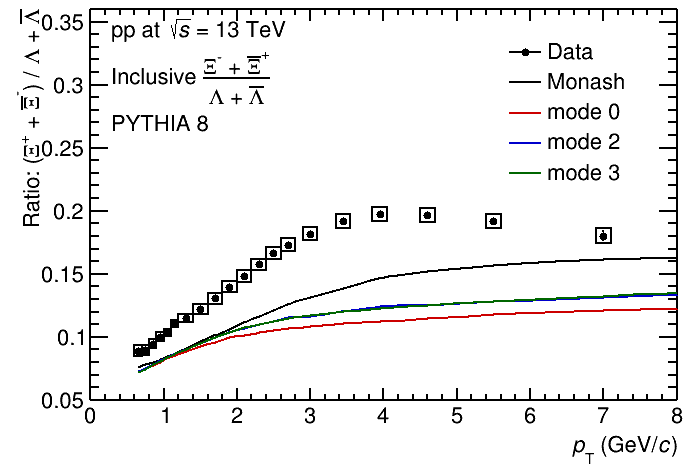 pp at √s = 13 TeV
Inclusive Ξ⁻ + Ξ̅⁺ / Λ + Λ̅
PYTHIA 8
Data
Monash
mode 0
mode 2
mode 3
Ratio: (Ξ⁺ + Ξ̅⁻) / Λ + Λ̅
0.35
0.3
0.25
0.2
0.15
0.1
0.05
0 1 2 3 4 5 6 7 8
p_T (GeV/c)